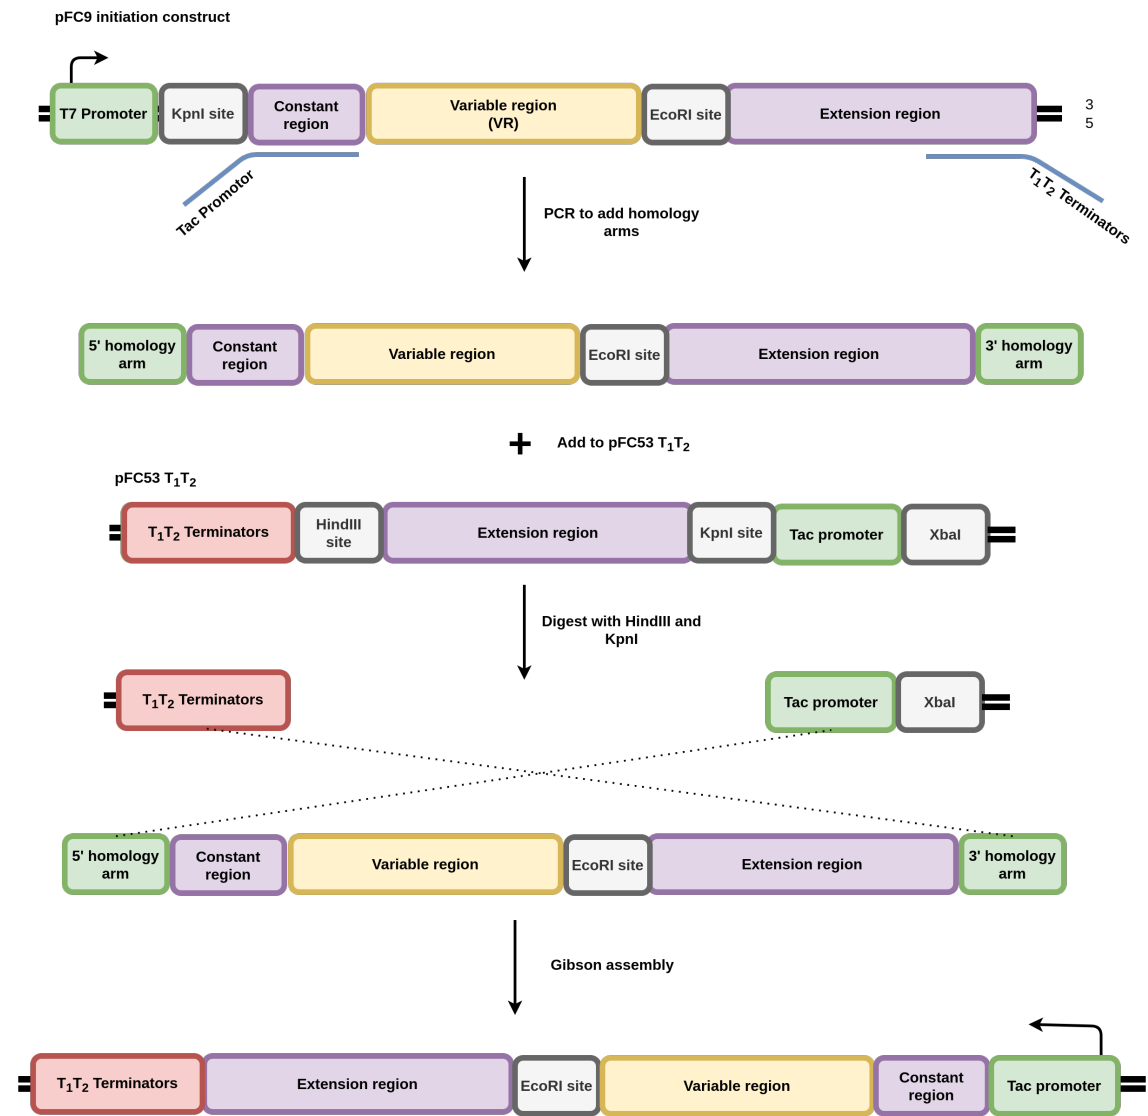 pFC9 initiation construct
T7 Promoter
KpnI site
Constant
region
Variable region
(VR)
EcoRI site
Extension region
3
5
Tac Promotor
T1T2 Terminators
PCR to add homology
arms
5' homology
arm
Constant
region
Variable region
EcoRI site
Extension region
3' homology
arm
+
Add to pFC53 T1T2
pFC53 T1T2
T1T2 Terminators
HindIII
site
Extension region
KpnI site
Tac promoter
XbaI
Digest with HindIII and
KpnI
T1T2 Terminators
Tac promoter
XbaI
5' homology
arm
Constant
region
Variable region
EcoRI site
Extension region
3' homology
arm
Gibson assembly
T1T2 Terminators
Extension region
EcoRI site
Variable region
Constant
region
Tac promoter